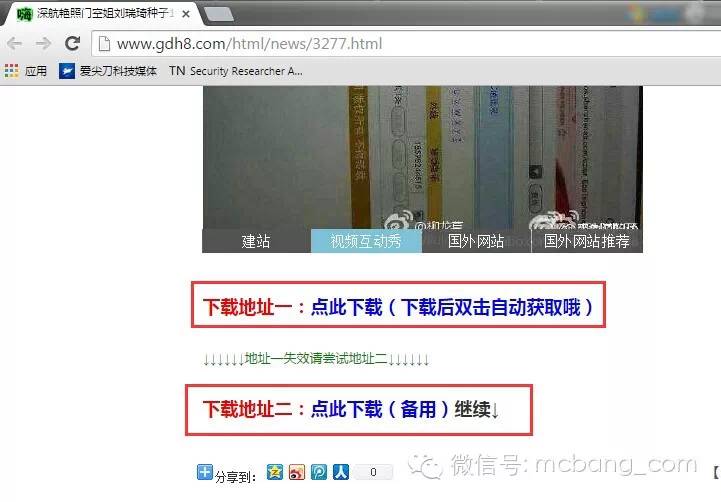 深航艳照门空姐刘瑞琦种子1
www.gdh8.com/html/news/3277.html
应用 爱尖刀科技媒体 TN Security Researcher A...
建站 视频互动秀 国外网站 国外网站推荐
下载地址一：点此下载（下载后双击自动获取哦）
↓↓↓↓↓↓地址一失效请尝试地址二↓↓↓↓↓↓
下载地址二：点此下载（备用）继续↓
分享到： 0
微信号: mcbang_com